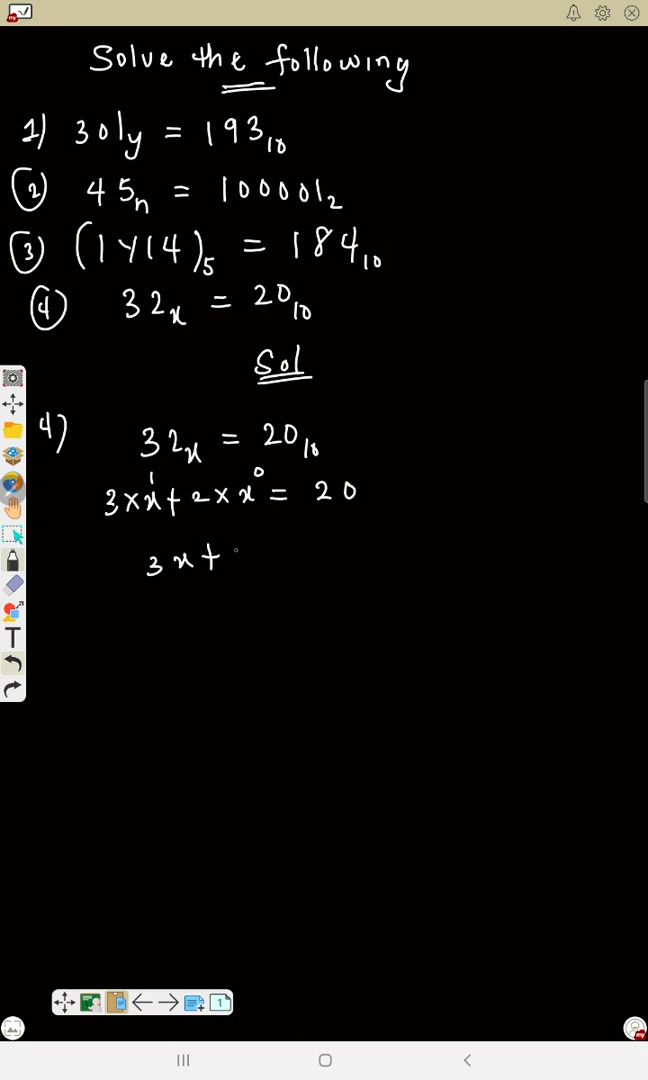 Solve the following
1) 301y = 193₁₀
② 45ₙ = 100001₂
③ (1Y14)₅ = 184₁₀
④ 32ₓ = 20₁₀
Sol
4) 32ₓ = 20₁₀
3 × x¹ + 2 × x⁰ = 20
3x +
T
1